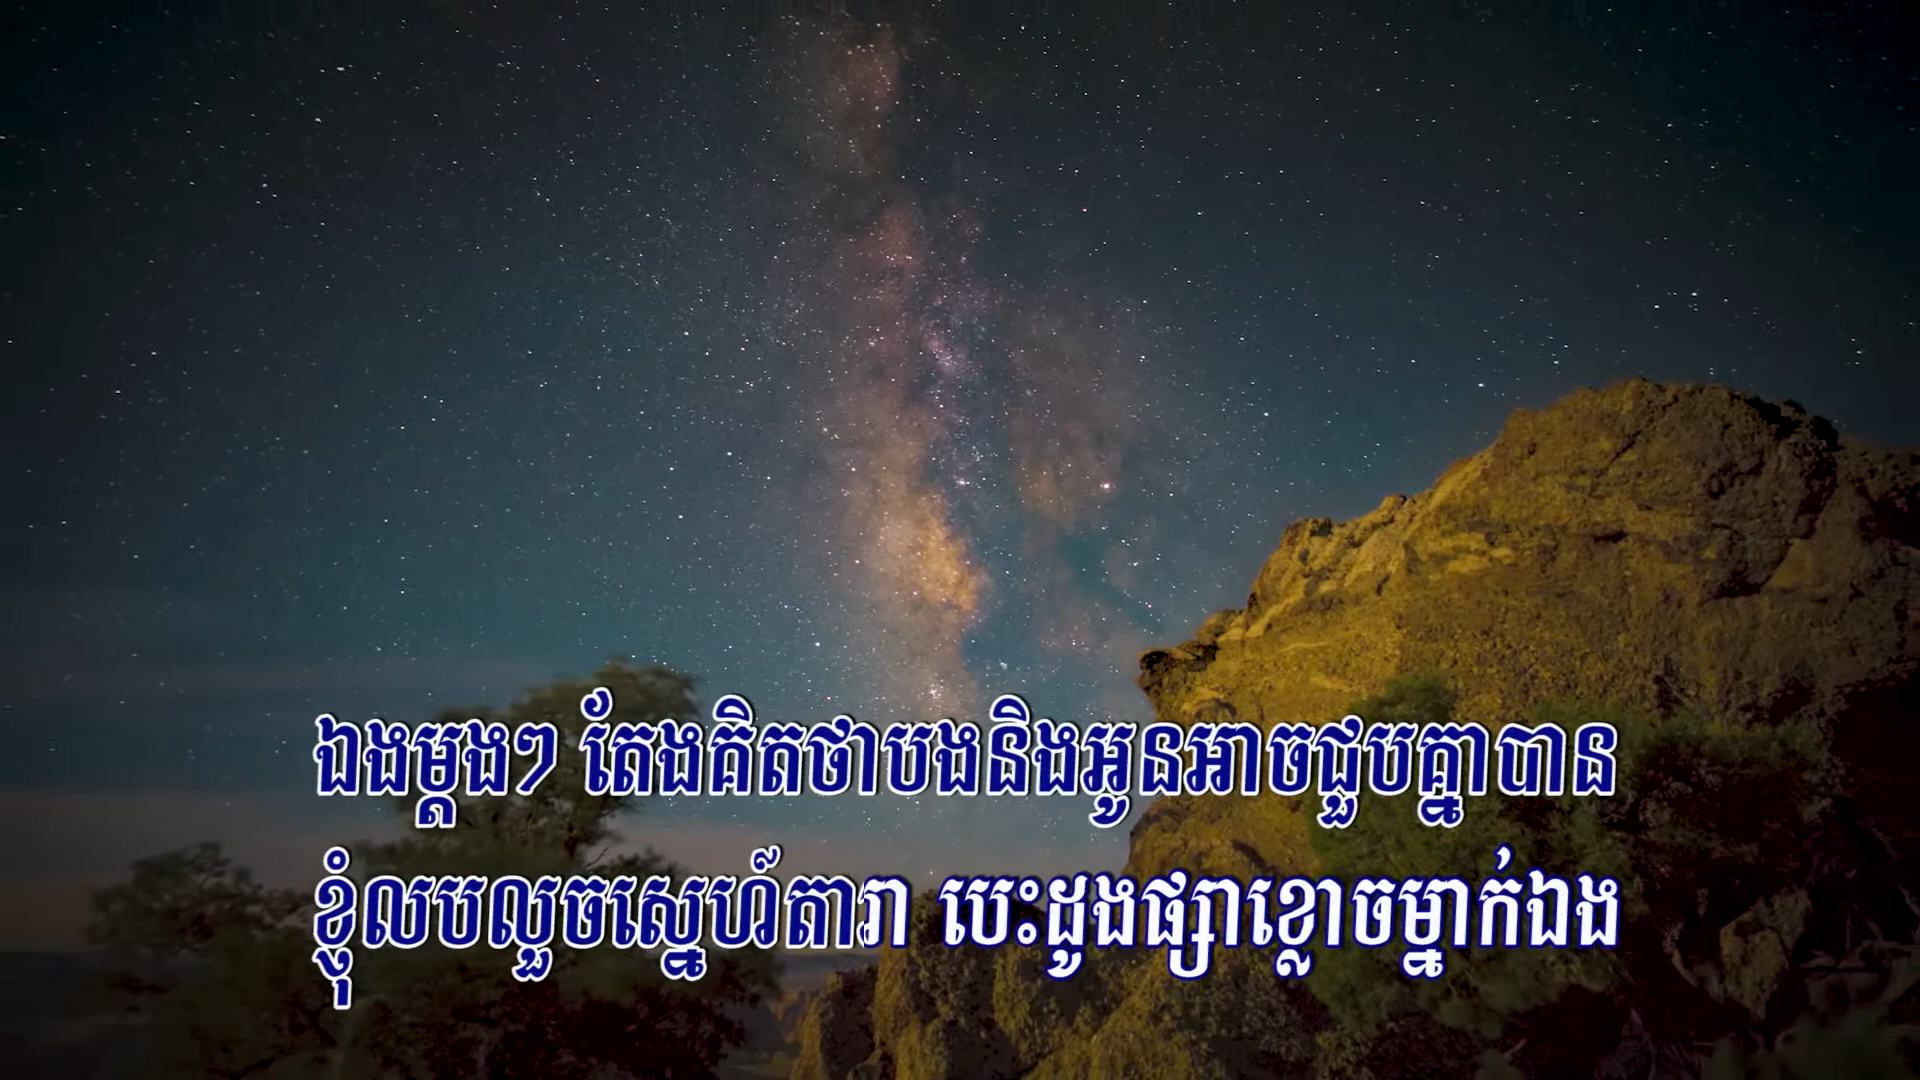 ឯងម្ដងៗ តែងគិតថាបងនិងអូនអាចជួបគ្នាបាន
ខ្ញុំលបលួចស្នេហ៍តារា បេះដូងផ្សាខ្លោចម្នាក់ឯង